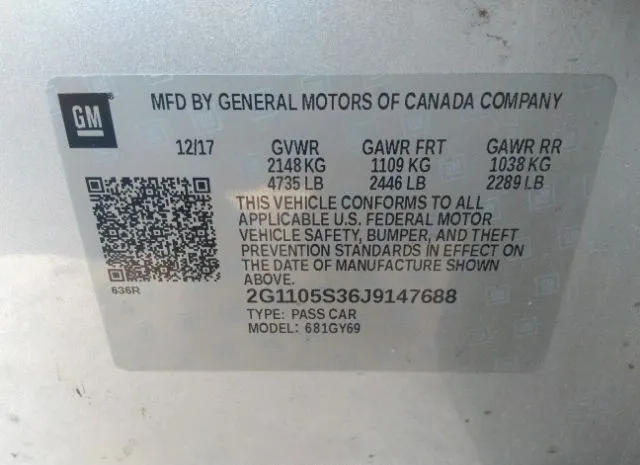 GM
MFD BY GENERAL MOTORS OF CANADA COMPANY
12/17 GVWR GAWR FRT GAWR RR
2148 KG 1109 KG 1038 KG
4735 LB 2446 LB 2289 LB
THIS VEHICLE CONFORMS TO ALL
APPLICABLE U.S. FEDERAL MOTOR
VEHICLE SAFETY, BUMPER, AND THEFT
PREVENTION STANDARDS IN EFFECT ON
THE DATE OF MANUFACTURE SHOWN
ABOVE.
636R
2G1105S36J9147688
TYPE: PASS CAR
MODEL: 681GY69